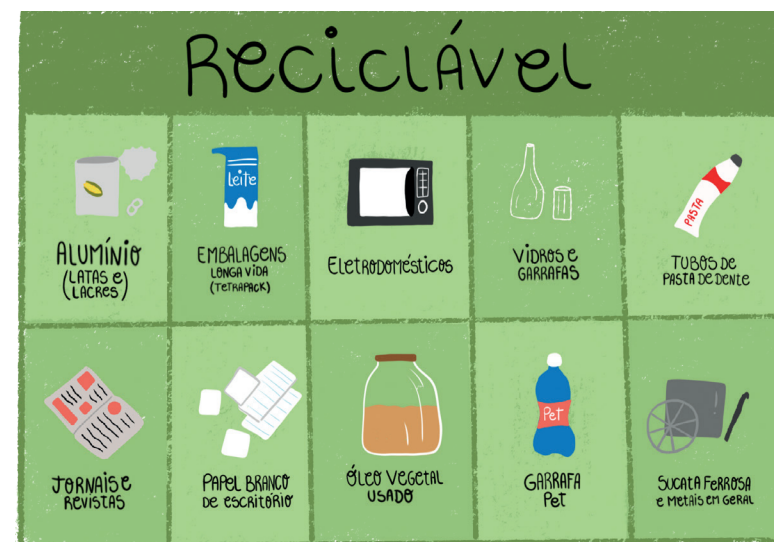 Reciclável
Leite
PASTA
ALUMÍNIO
(LATAS e
LACRES)
EMBALAGENS
LONGA VIDA
(TETRAPACK)
Eletrodomésticos
VIDROS e
GARRAFAS
TUBOS DE
PASTA DE DENTE
Pet
JORNAIS e
REVISTAS
PAPEL BRANCO
DE ESCRITÓRIO
ÓLEO VEGETAL
USADO
GARRAFA
Pet
SUCATA FERROSA
e METAIS EM GERAL